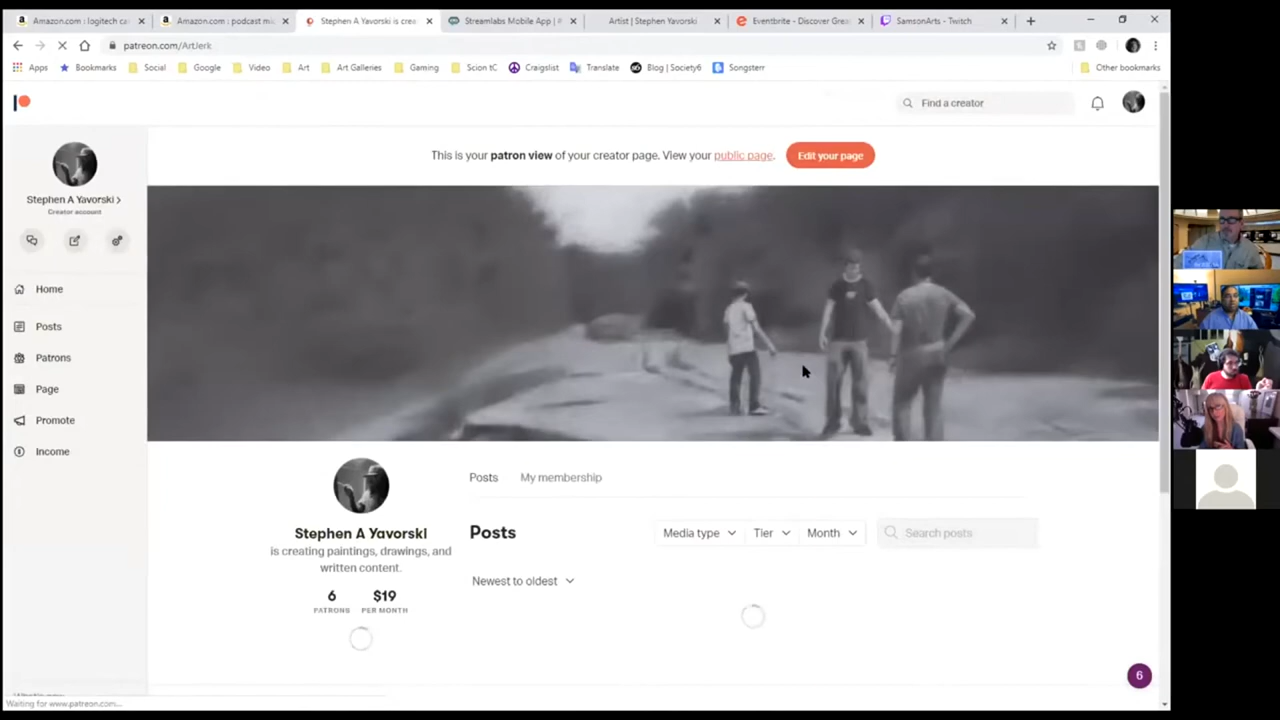 Amazon.com : logitech ca
Amazon.com : podcast mi
Stephen A Yavorski is crea
Streamlabs Mobile App | #
Artist | Stephen Yavorski
Eventbrite - Discover Grea
SamsonArts - Twitch
patreon.com/ArtJerk
Apps
Bookmarks
Social
Google
Video
Art
Art Galleries
Gaming
Scion tC
Craigslist
Translate
Blog | Society6
Songsterr
Other bookmarks
Find a creator
This is your patron view of your creator page. View your public page.
Edit your page
Stephen A Yavorski
Creator account
Home
Posts
Patrons
Page
Promote
Income
Stephen A Yavorski
is creating paintings, drawings, and
written content.
6
PATRONS
$19
PER MONTH
Posts
My membership
Posts
Media type
Tier
Month
Search posts
Newest to oldest
6
Waiting for www.patreon.com...